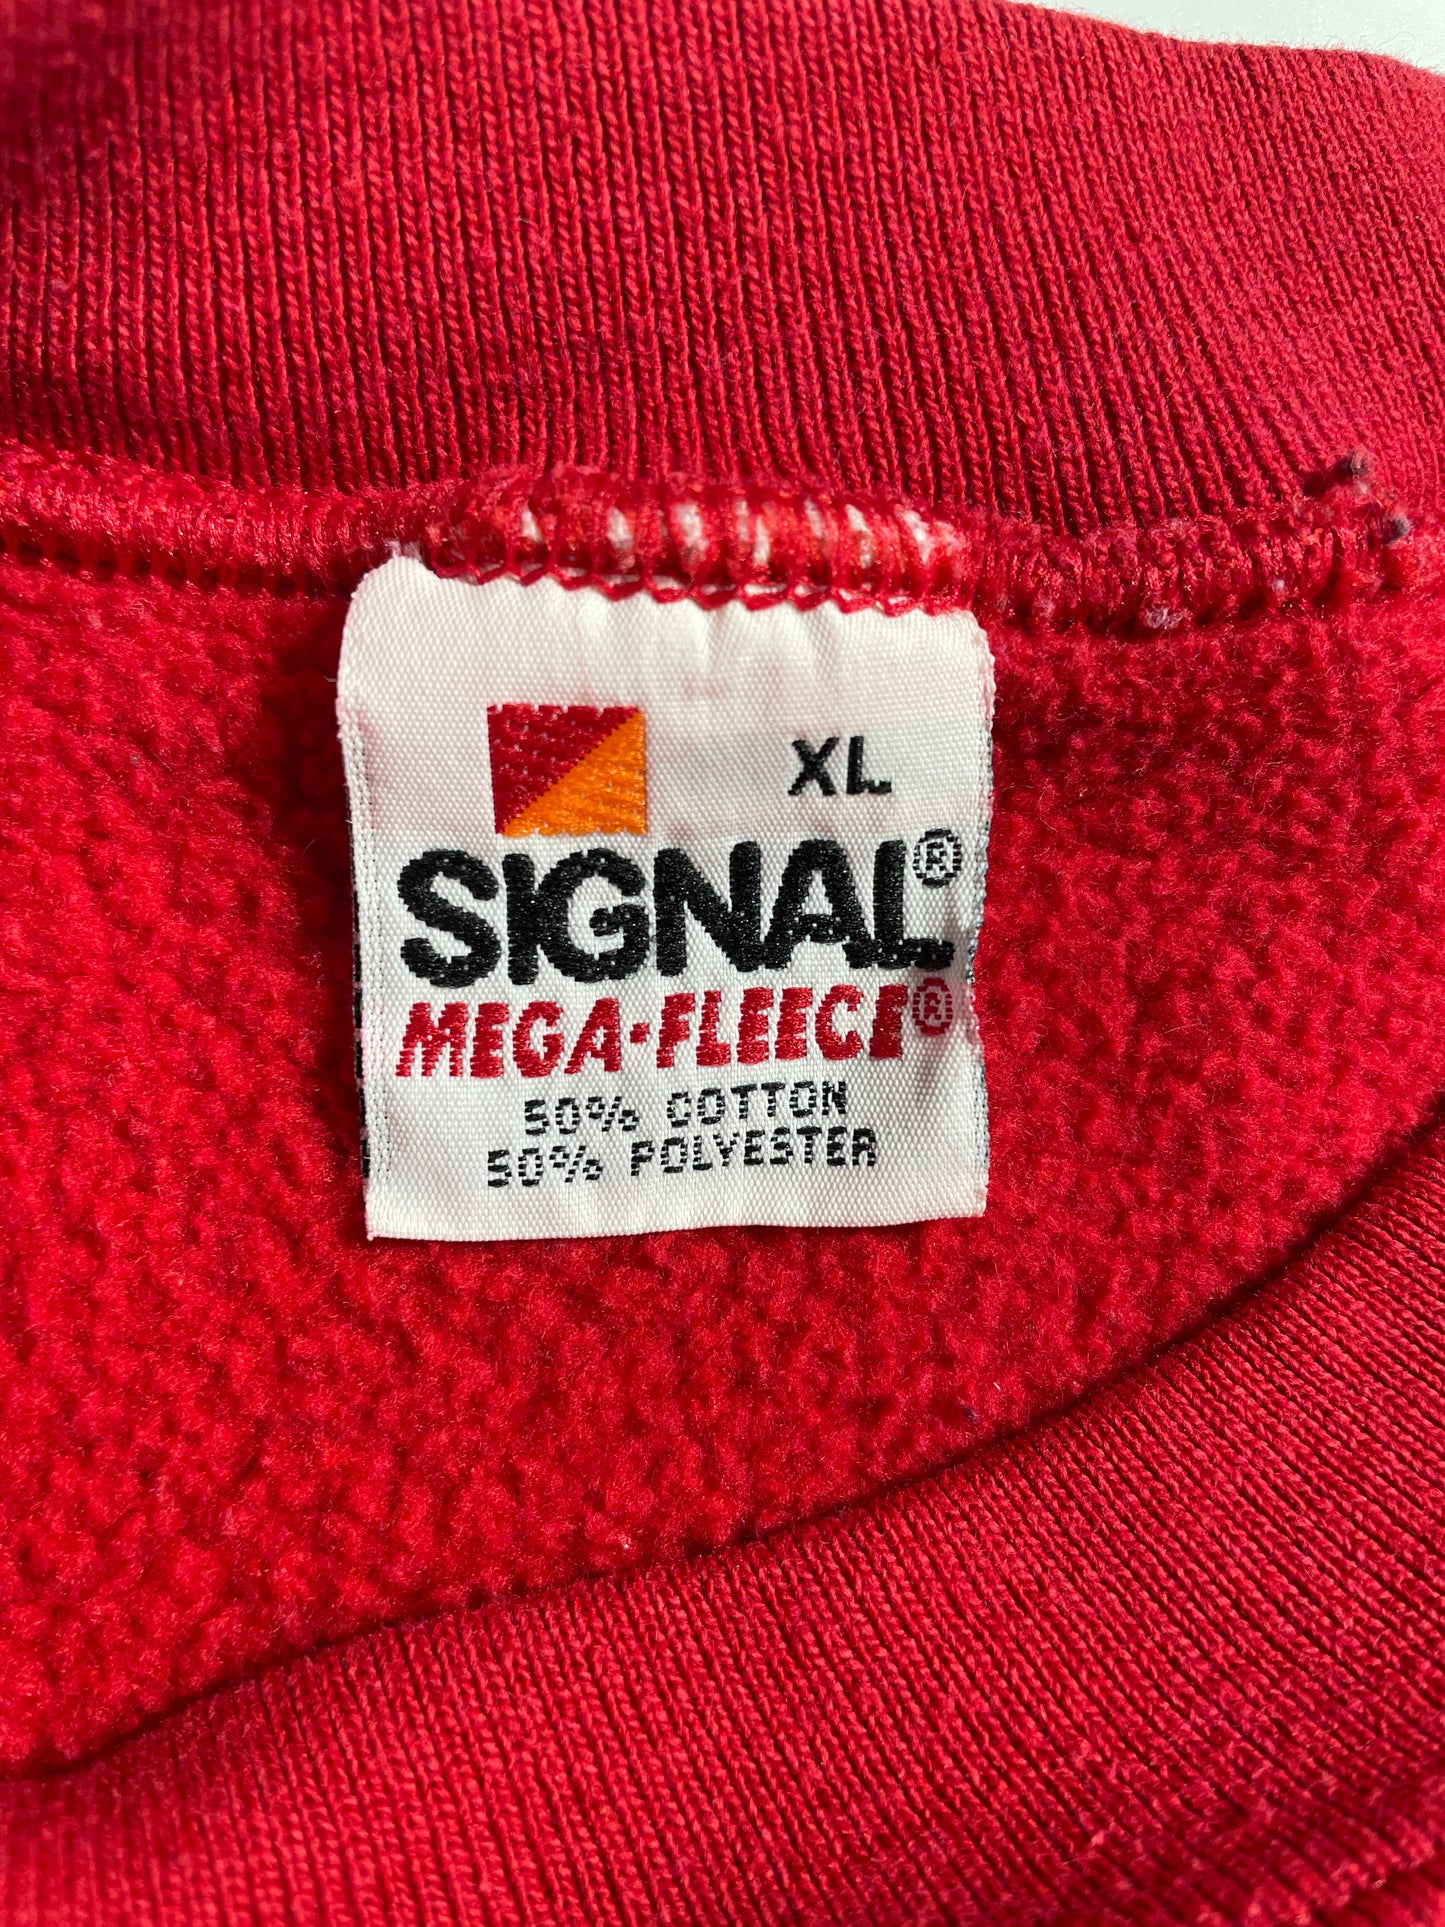 XL
SIGNAL®
MEGA·FLEECE®
50% COTTON
50% POLYESTER